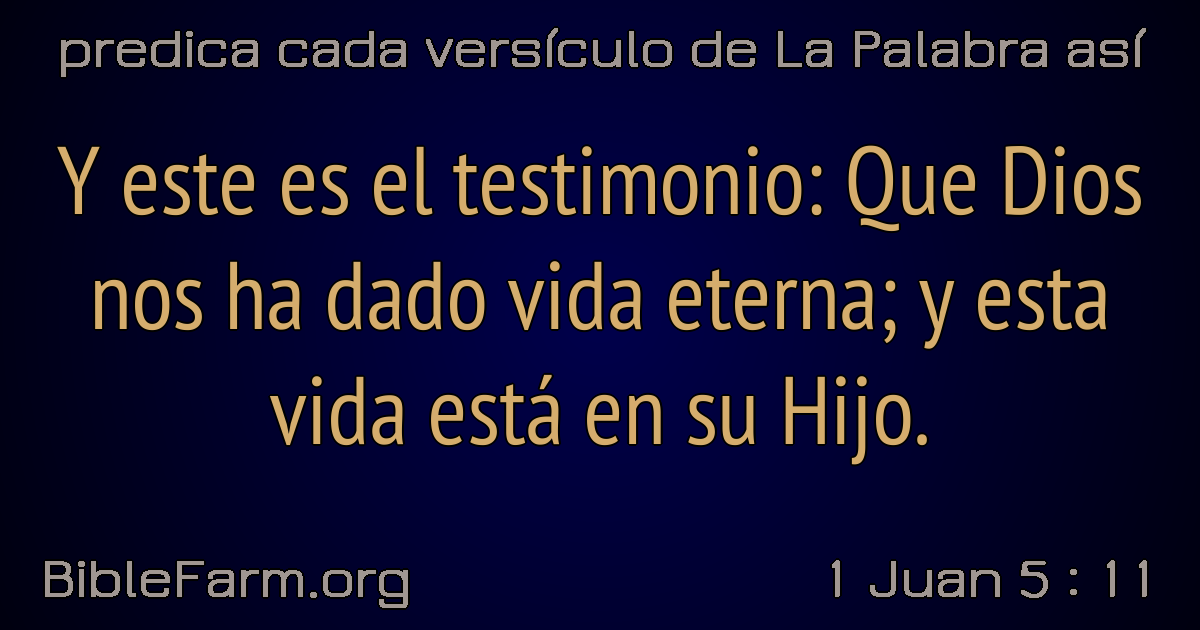 predica cada versículo de La Palabra así
Y este es el testimonio: Que Dios
nos ha dado vida eterna; y esta
vida está en su Hijo.
BibleFarm.org
1 Juan 5 : 11